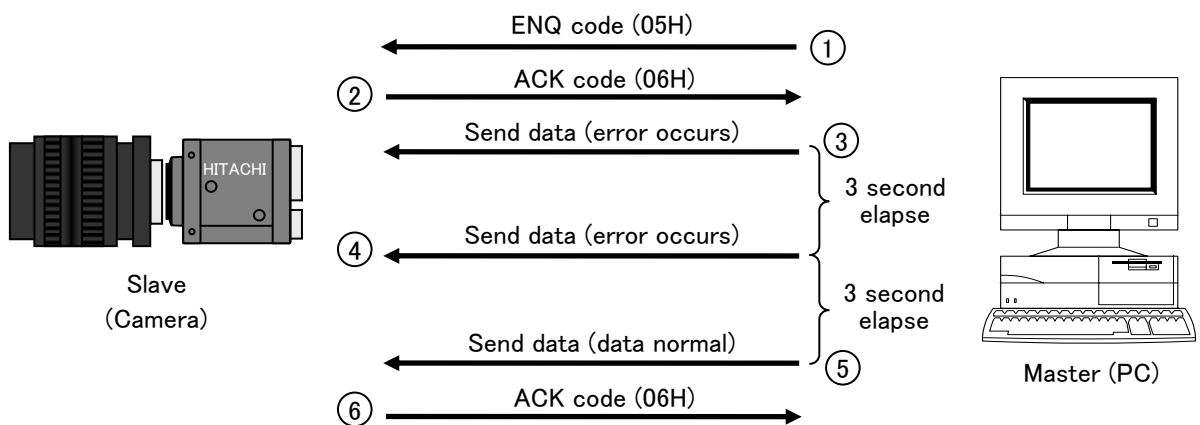 ENQ code (05H)
①
ACK code (06H)
②
Send data (error occurs)
③
HITACHI
3 second
elapse
Send data (error occurs)
④
Slave
(Camera)
3 second
elapse
Send data (data normal)
⑤
Master (PC)
ACK code (06H)
⑥